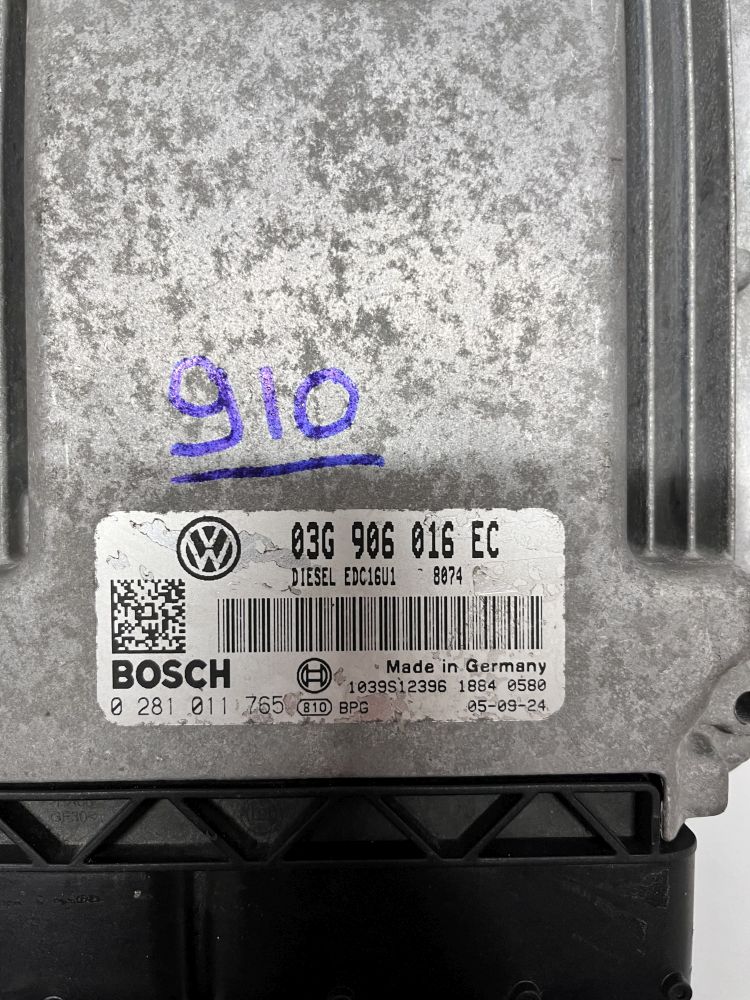 910
03G 906 016 EC
DIESEL EDC16U1 8074
BOSCH
Made in Germany
1039S12396 1884 0580
0 281 011 765 810 BPG 05-09-24